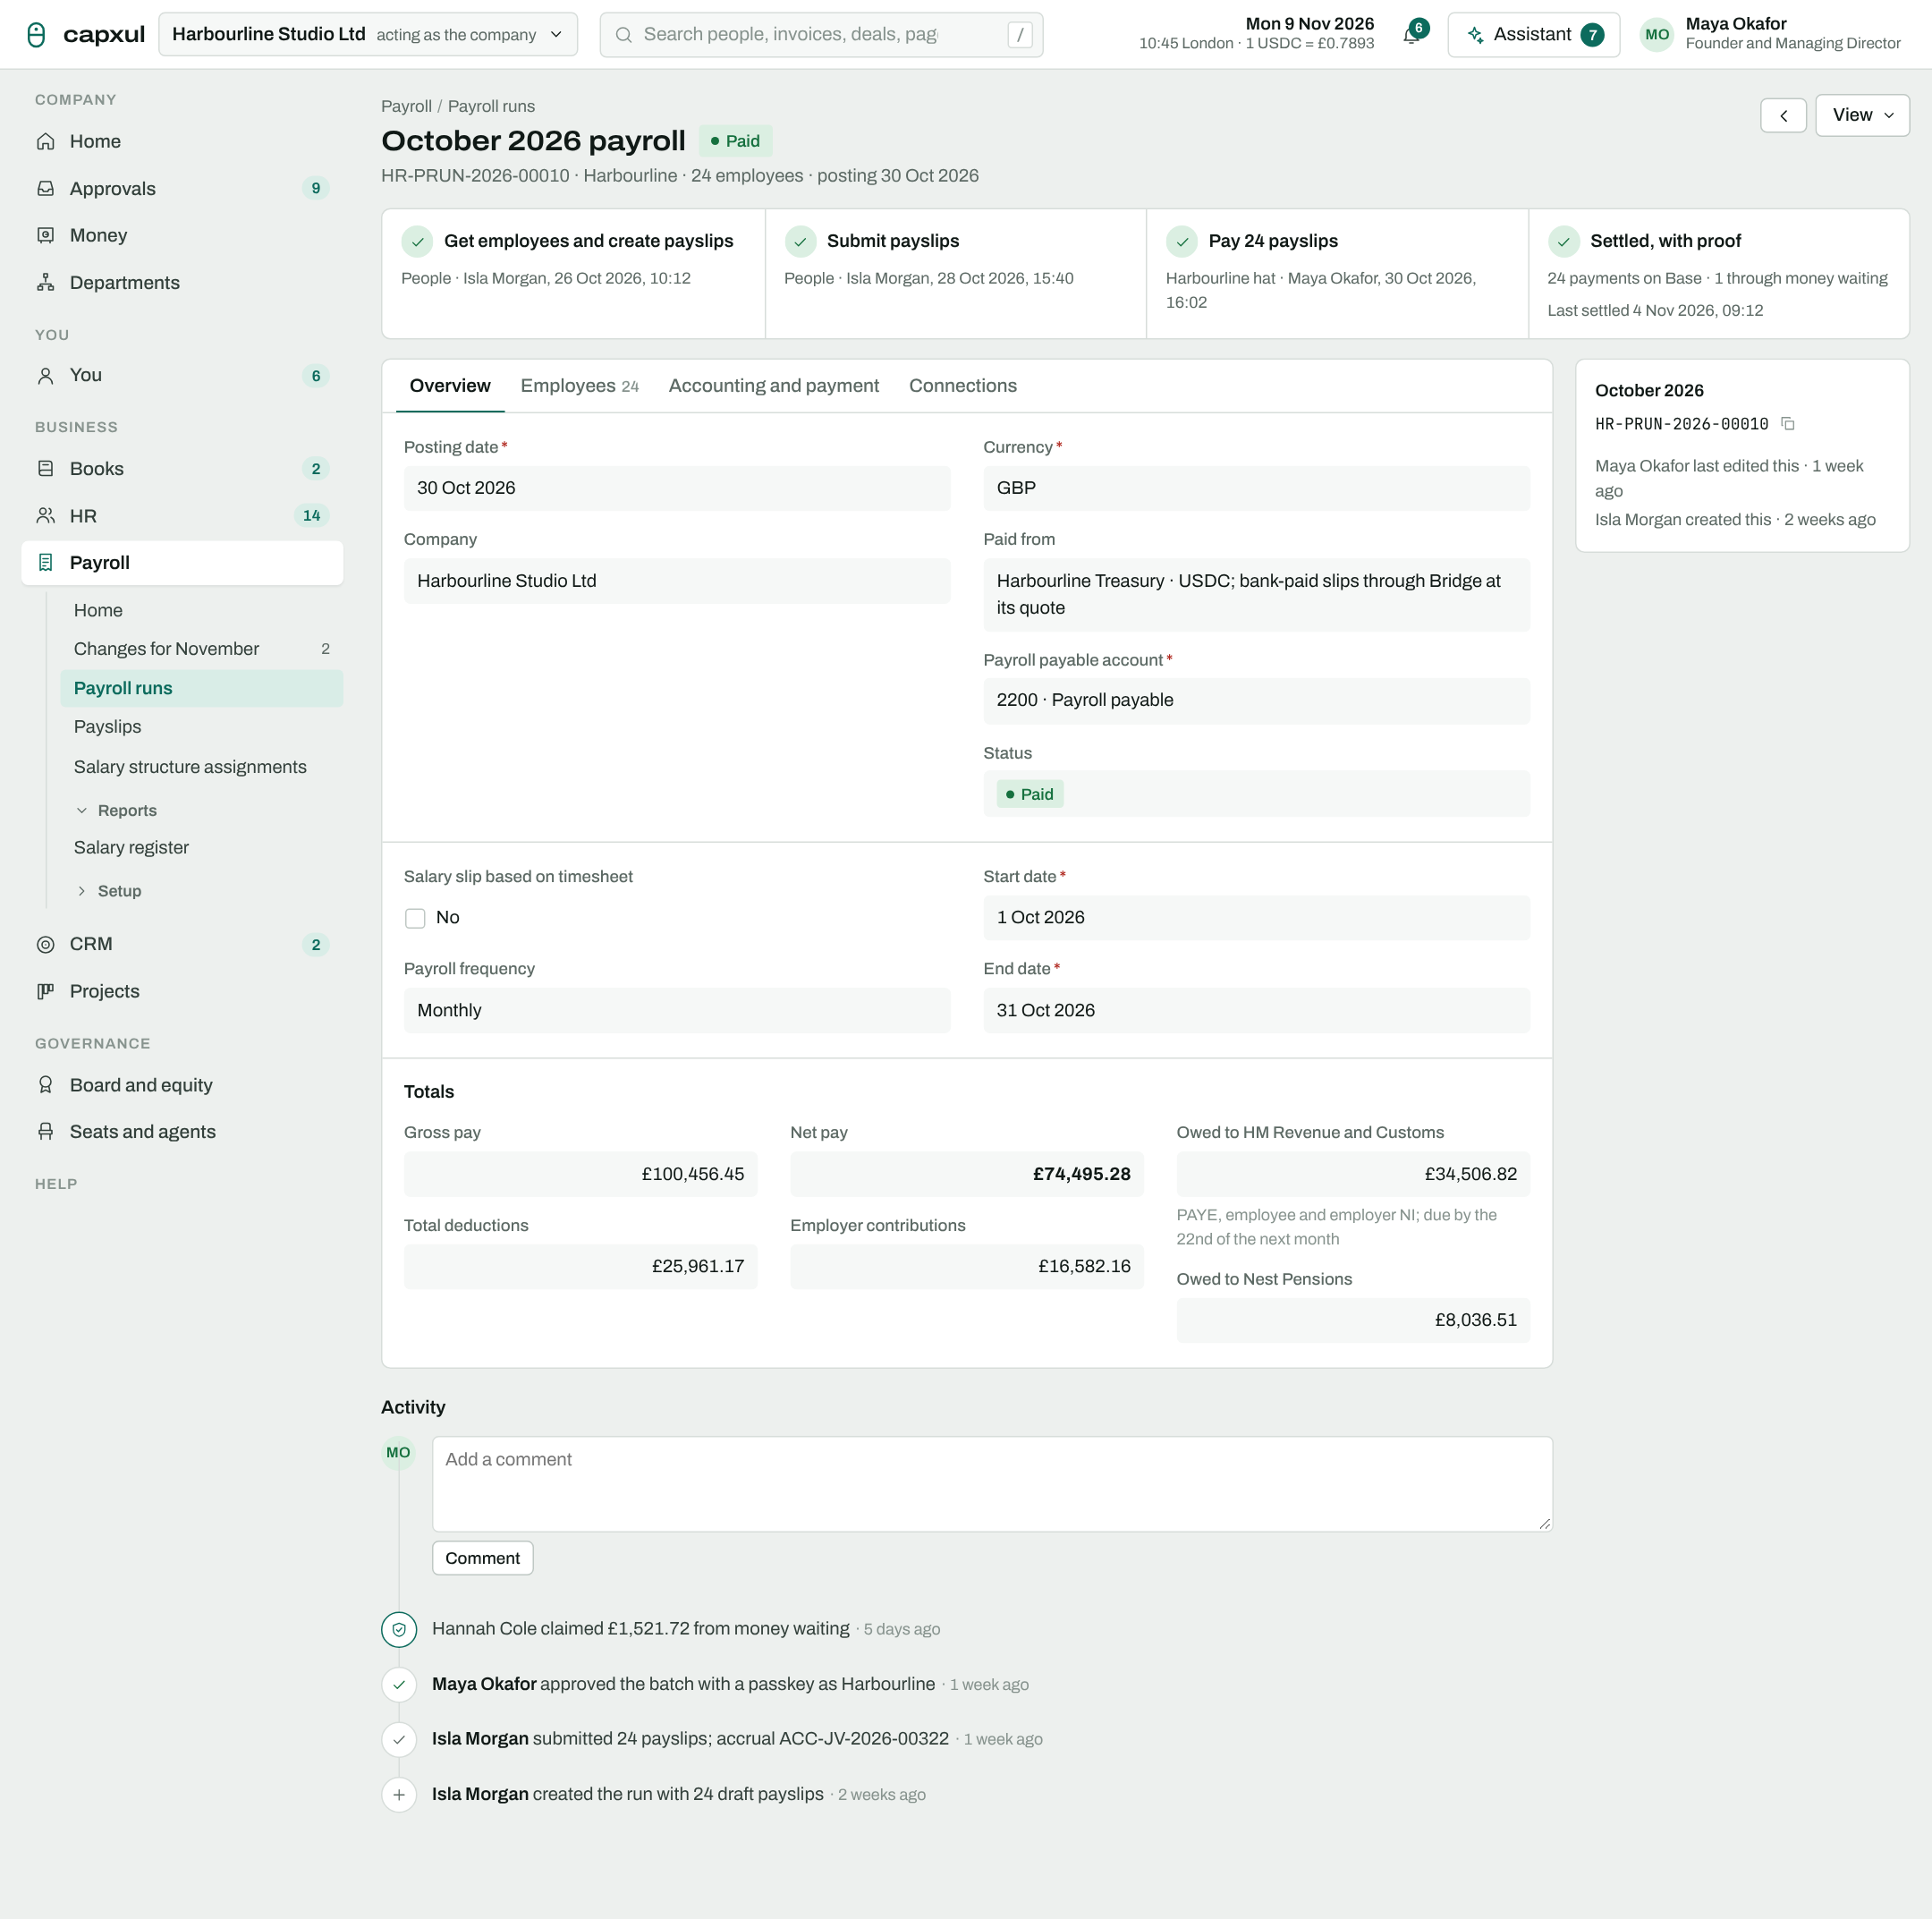 capxul
Harbourline Studio Ltd acting as the company
Search people, invoices, deals, pag
/
Mon 9 Nov 2026
10:45 London · 1 USDC = £0.7893
6
Assistant 7
MO
Maya Okafor
Founder and Managing Director
COMPANY
Home
Approvals 9
Money
Departments
YOU
You 6
BUSINESS
Books 2
HR 14
Payroll
Home
Changes for November 2
Payroll runs
Payslips
Salary structure assignments
Reports
Salary register
Setup
CRM 2
Projects
GOVERNANCE
Board and equity
Seats and agents
HELP
Payroll / Payroll runs
October 2026 payroll
Paid
HR-PRUN-2026-00010 · Harbourline · 24 employees · posting 30 Oct 2026
View
Get employees and create payslips
People · Isla Morgan, 26 Oct 2026, 10:12
Submit payslips
People · Isla Morgan, 28 Oct 2026, 15:40
Pay 24 payslips
Harbourline hat · Maya Okafor, 30 Oct 2026,
16:02
Settled, with proof
24 payments on Base · 1 through money waiting
Last settled 4 Nov 2026, 09:12
Overview
Employees 24
Accounting and payment
Connections
Posting date *
30 Oct 2026
Company
Harbourline Studio Ltd
Currency *
GBP
Paid from
Harbourline Treasury · USDC; bank-paid slips through Bridge at
its quote
Payroll payable account *
2200 · Payroll payable
Status
Paid
Salary slip based on timesheet
No
Payroll frequency
Monthly
Start date *
1 Oct 2026
End date *
31 Oct 2026
Totals
Gross pay
£100,456.45
Total deductions
£25,961.17
Net pay
£74,495.28
Employer contributions
£16,582.16
Owed to HM Revenue and Customs
£34,506.82
PAYE, employee and employer NI; due by the
22nd of the next month
Owed to Nest Pensions
£8,036.51
October 2026
HR-PRUN-2026-00010
Maya Okafor last edited this · 1 week
ago
Isla Morgan created this · 2 weeks ago
Activity
MO
Add a comment
Comment
Hannah Cole claimed £1,521.72 from money waiting · 5 days ago
Maya Okafor approved the batch with a passkey as Harbourline · 1 week ago
Isla Morgan submitted 24 payslips; accrual ACC-JV-2026-00322 · 1 week ago
Isla Morgan created the run with 24 draft payslips · 2 weeks ago